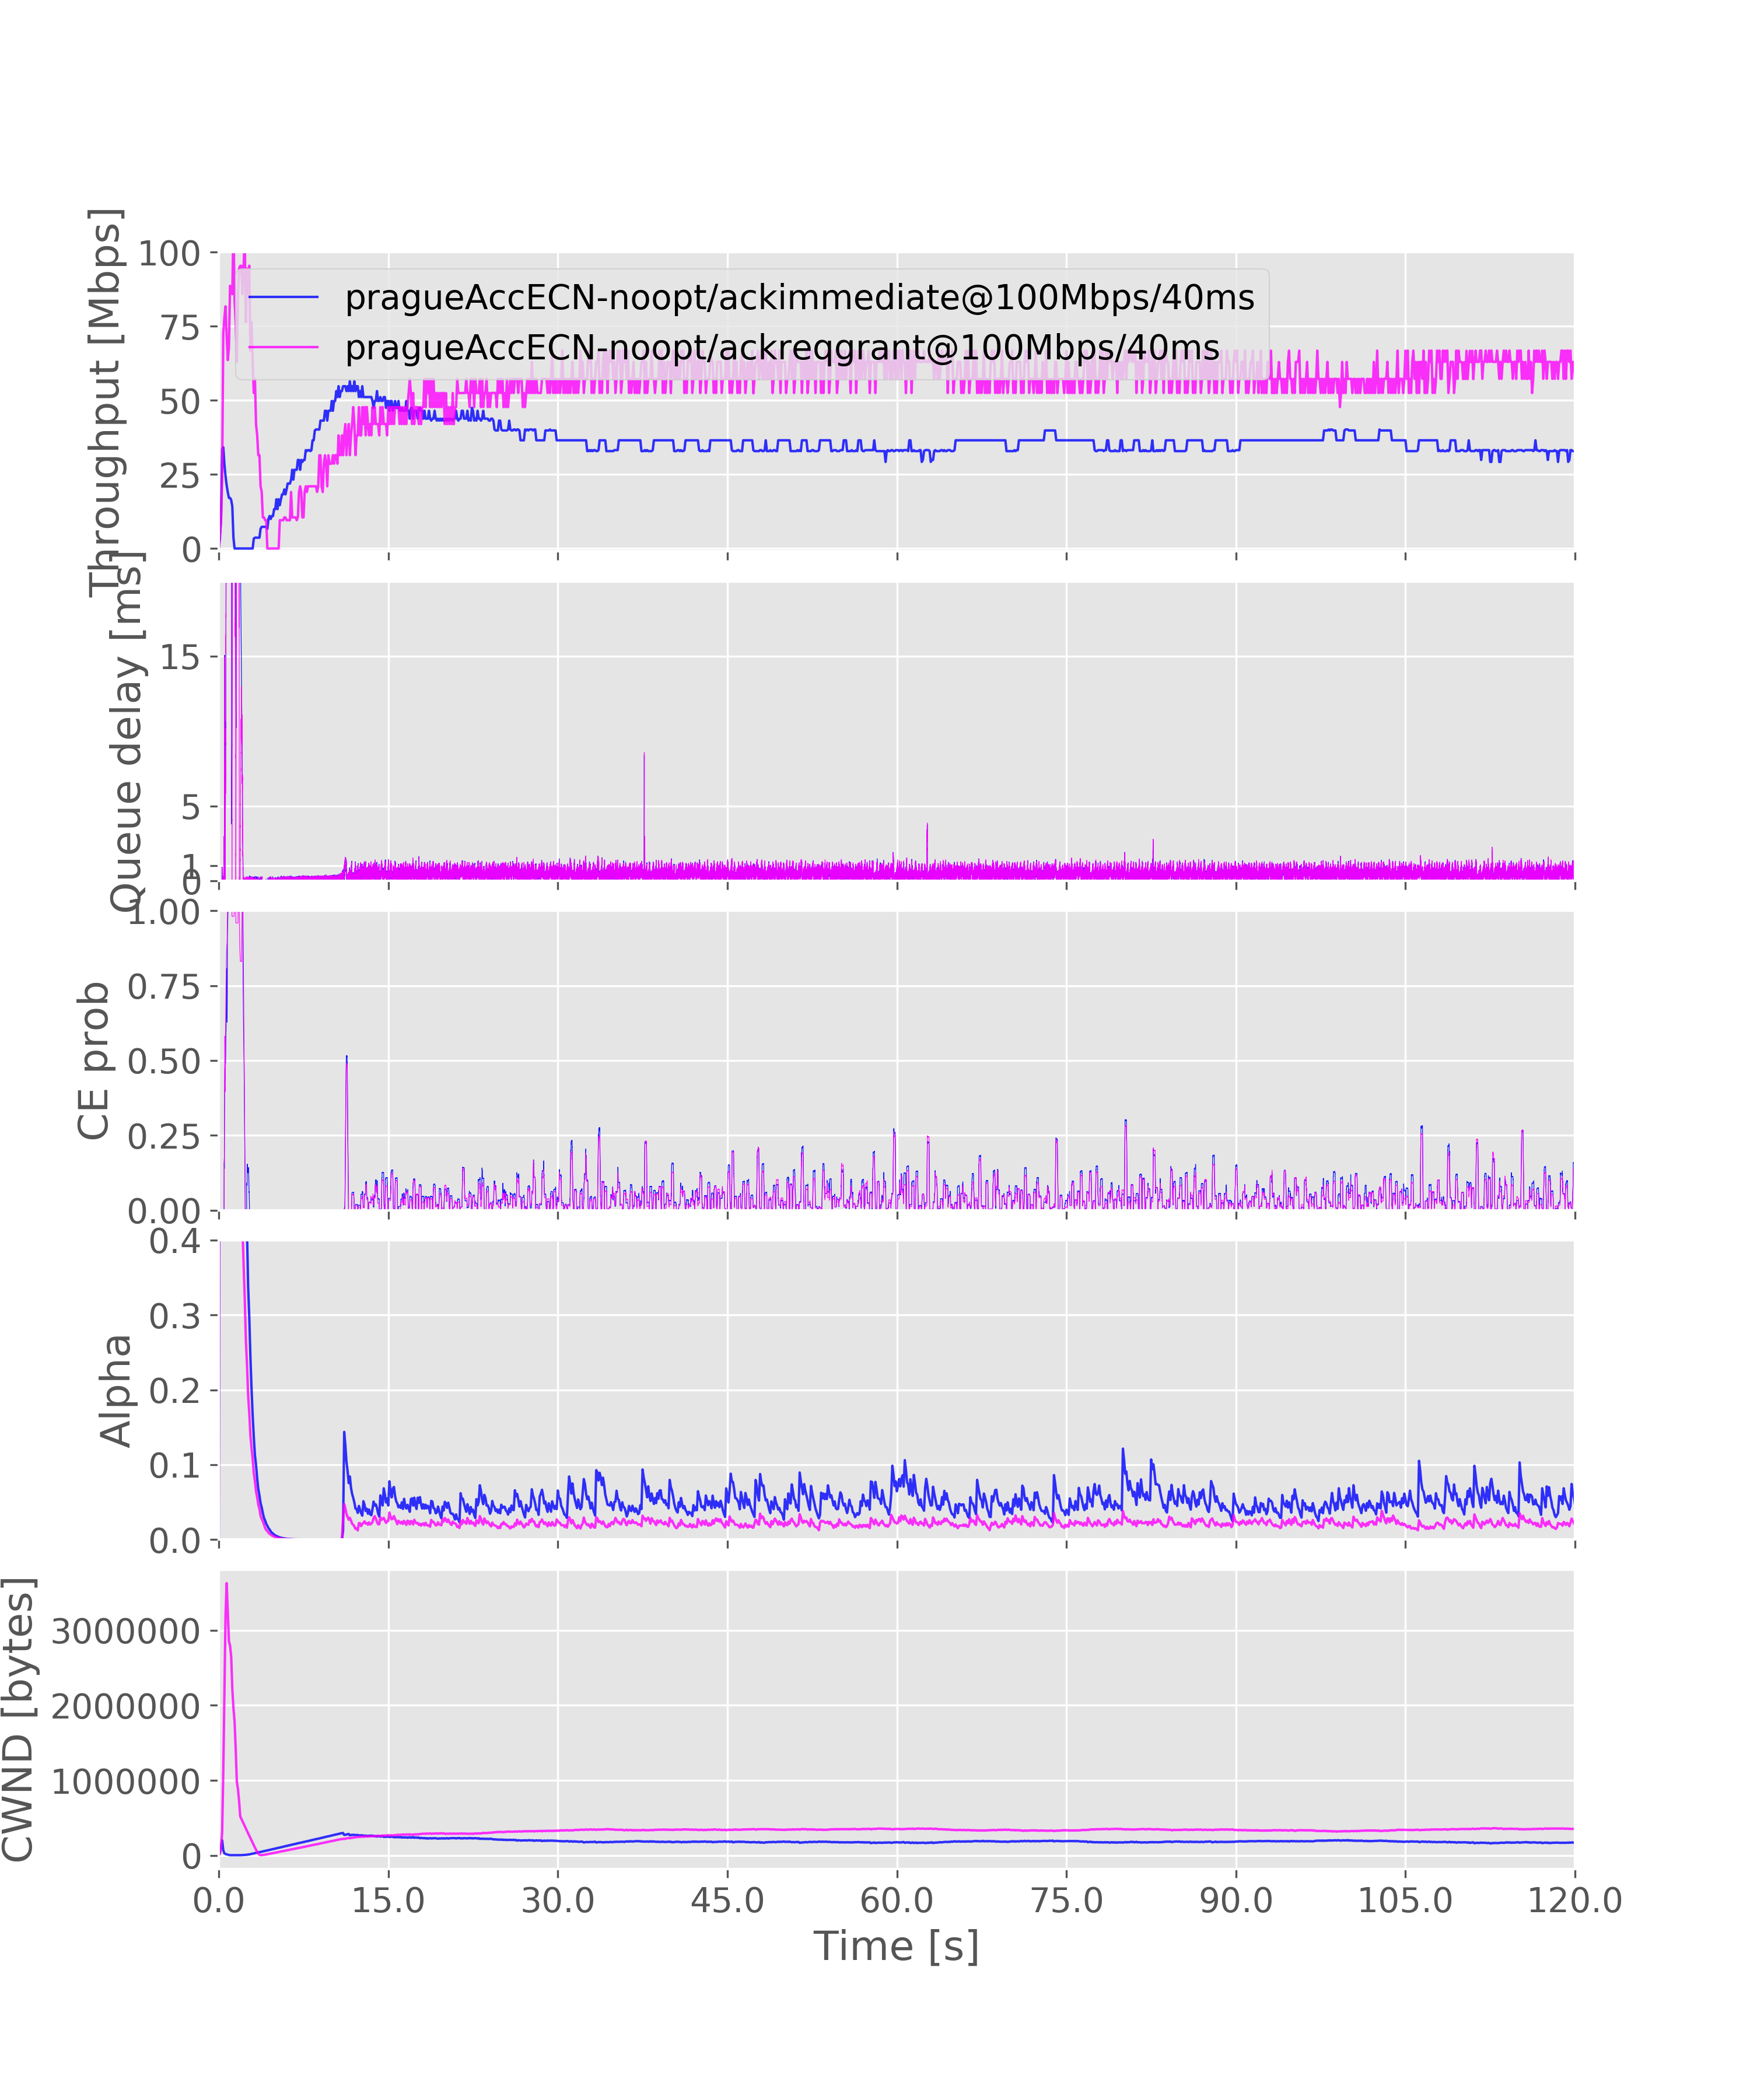 Throughput [Mbps]
100
75
50
25
0
pragueAccECN-noopt/ackimmediate@100Mbps/40ms
pragueAccECN-noopt/ackreqgrant@100Mbps/40ms
Queue delay [ms]
15
5
1
0
CE prob
1.00
0.75
0.50
0.25
0.00
Alpha
0.4
0.3
0.2
0.1
0.0
CWND [bytes]
3000000
2000000
1000000
0
0.0 15.0 30.0 45.0 60.0 75.0 90.0 105.0 120.0
Time [s]